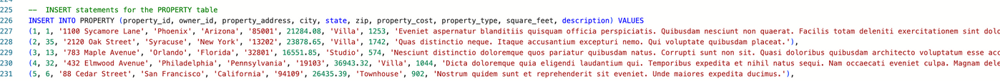 225 -- INSERT statements for the PROPERTY table
226 INSERT INTO PROPERTY (property_id, owner_id, property_address, city, state, zip, property_cost, property_type, square_feet, description) VALUES
227 (1, 1, '1100 Sycamore Lane', 'Phoenix', 'Arizona', '85001', 21284.08, 'Villa', 1253, 'Eveniet aspernatur blanditiis quisquam officia perspiciatis. Quibusdam nesciunt non quaerat. Facilis totam deleniti exercitationem sint dolo
228 (2, 35, '2120 Oak Street', 'Syracuse', 'New York', '13202', 23878.65, 'Villa', 1742, 'Quas distinctio neque. Itaque accusantium excepturi nemo. Qui voluptate quibusdam placeat.'),
229 (3, 13, '783 Maple Avenue', 'Orlando', 'Florida', '32801', 16551.85, 'Studio', 574, 'Nesciunt distinctio doloremque quos pariatur quibusdam natus. Corrupti sunt non sit. Quasi doloribus quibusdam architecto voluptatum esse acc
230 (4, 32, '432 Elmwood Avenue', 'Philadelphia', 'Pennsylvania', '19103', 36943.32, 'Villa', 1044, 'Dicta doloremque quia eligendi laudantium qui. Temporibus expedita et nihil natus sequi. Nam occaecati eveniet culpa. Magnam dele
231 (5, 6, '88 Cedar Street', 'San Francisco', 'California', '94109', 26435.39, 'Townhouse', 902, 'Nostrum quidem sunt et reprehenderit sit eveniet. Unde maiores expedita ducimus.'),